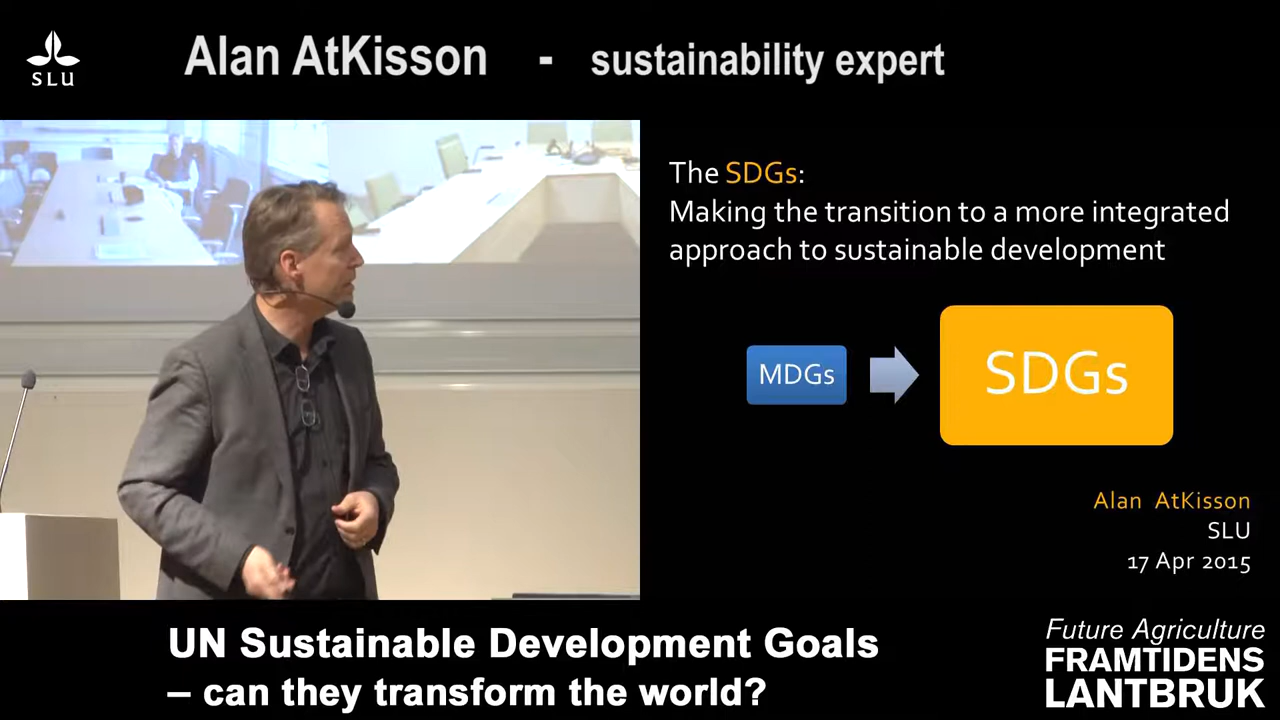 SLU
Alan AtKisson - sustainability expert
The SDGs:
Making the transition to a more integrated
approach to sustainable development
MDGs
SDGs
Alan AtKisson
SLU
17 Apr 2015
UN Sustainable Development Goals
– can they transform the world?
Future Agriculture
FRAMTIDENS
LANTBRUK